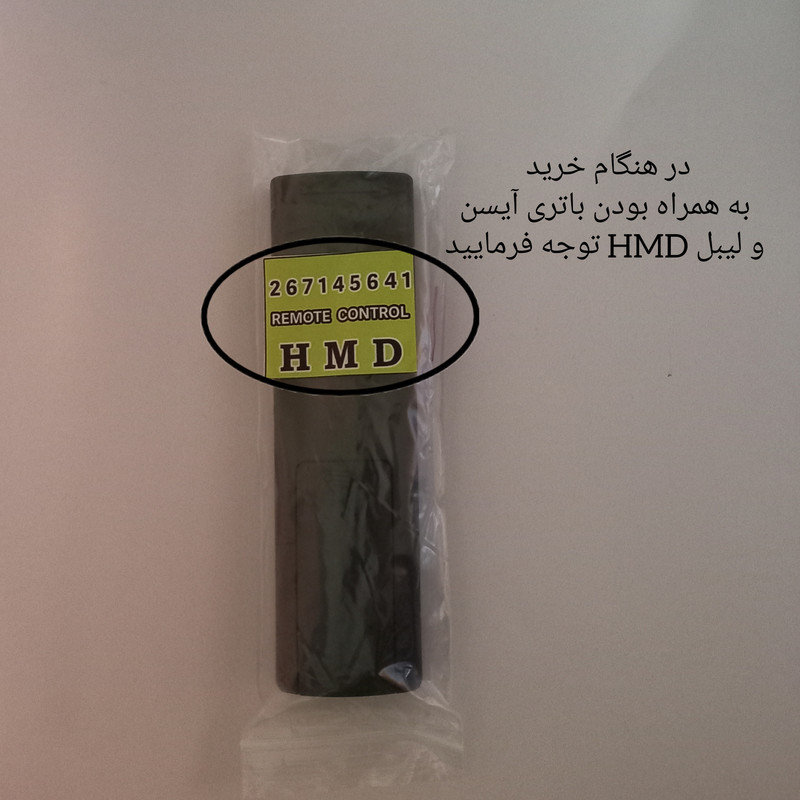 در هنگام خرید
به همراه بودن باتری آیسن
و لیبل HMD توجه فرمایید
267145641
REMOTE CONTROL
HMD